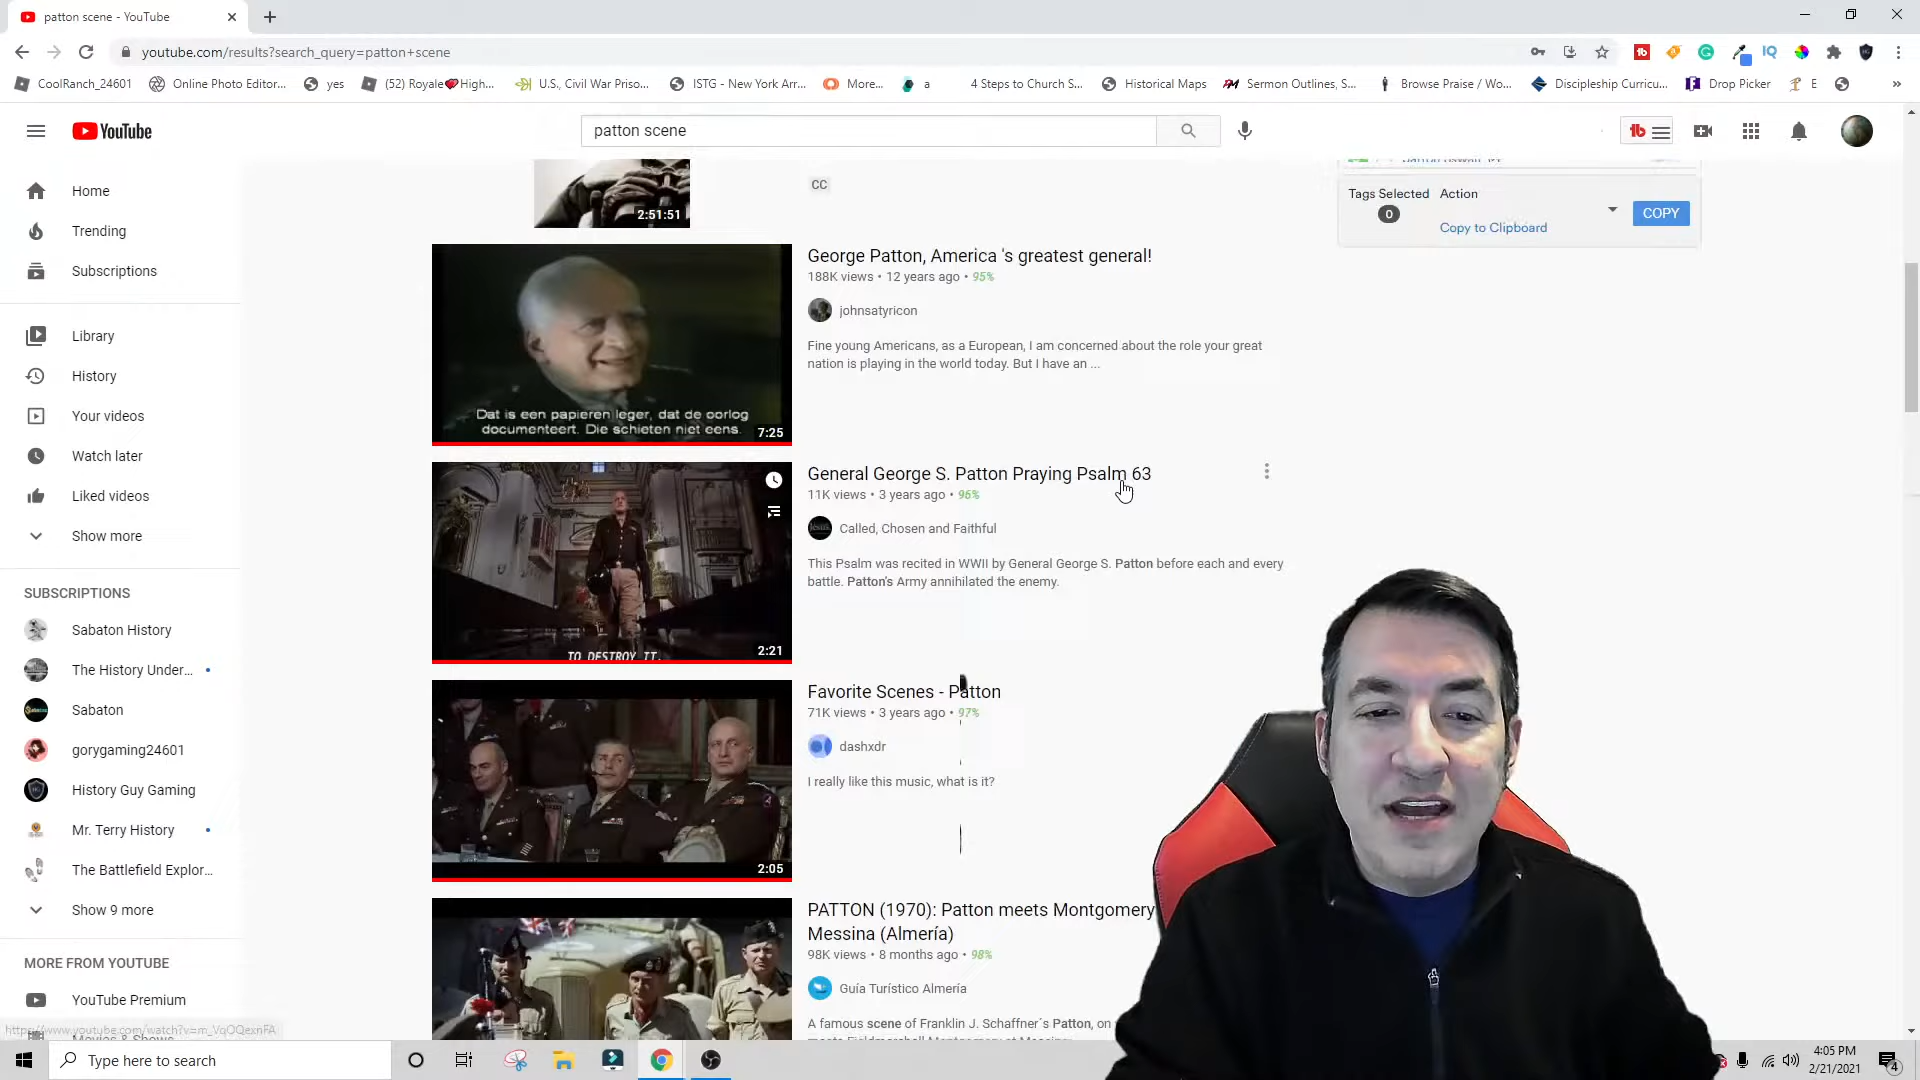 patton scene - YouTube
youtube.com/results?search_query=patton+scene
CoolRanch_24601
Online Photo Editor...
yes
(52) Royale❤High...
U.S., Civil War Priso...
ISTG - New York Arr...
More...
a
4 Steps to Church S...
Historical Maps
Sermon Outlines, S...
Browse Praise / Wo...
Discipleship Curricu...
Drop Picker
E
YouTube
patton scene
Home
Trending
Subscriptions
Library
History
Your videos
Watch later
Liked videos
Show more
SUBSCRIPTIONS
Sabaton History
The History Under...
Sabaton
gorygaming24601
History Guy Gaming
Mr. Terry History
The Battlefield Explor...
Show 9 more
MORE FROM YOUTUBE
YouTube Premium
https://www.youtube.com/watch?v=m_VqOQexnFA
2:51:51
CC
Tags Selected Action
0
Copy to Clipboard
COPY
Dat is een papieren leger, dat de oorlog
documenteert. Die schieten niet eens.
7:25
George Patton, America 's greatest general!
188K views • 12 years ago • 95%
johnsatyricon
Fine young Americans, as a European, I am concerned about the role your great
nation is playing in the world today. But I have an ...
TO DESTROY IT.
2:21
General George S. Patton Praying Psalm 63
11K views • 3 years ago • 96%
Called, Chosen and Faithful
This Psalm was recited in WWII by General George S. Patton before each and every
battle. Patton's Army annihilated the enemy.
2:05
Favorite Scenes - Patton
71K views • 3 years ago • 97%
dashxdr
I really like this music, what is it?
PATTON (1970): Patton meets Montgomery
Messina (Almería)
98K views • 8 months ago • 98%
Guía Turístico Almería
A famous scene of Franklin J. Schaffner´s Patton, on
Type here to search
4:05 PM
2/21/2021
4